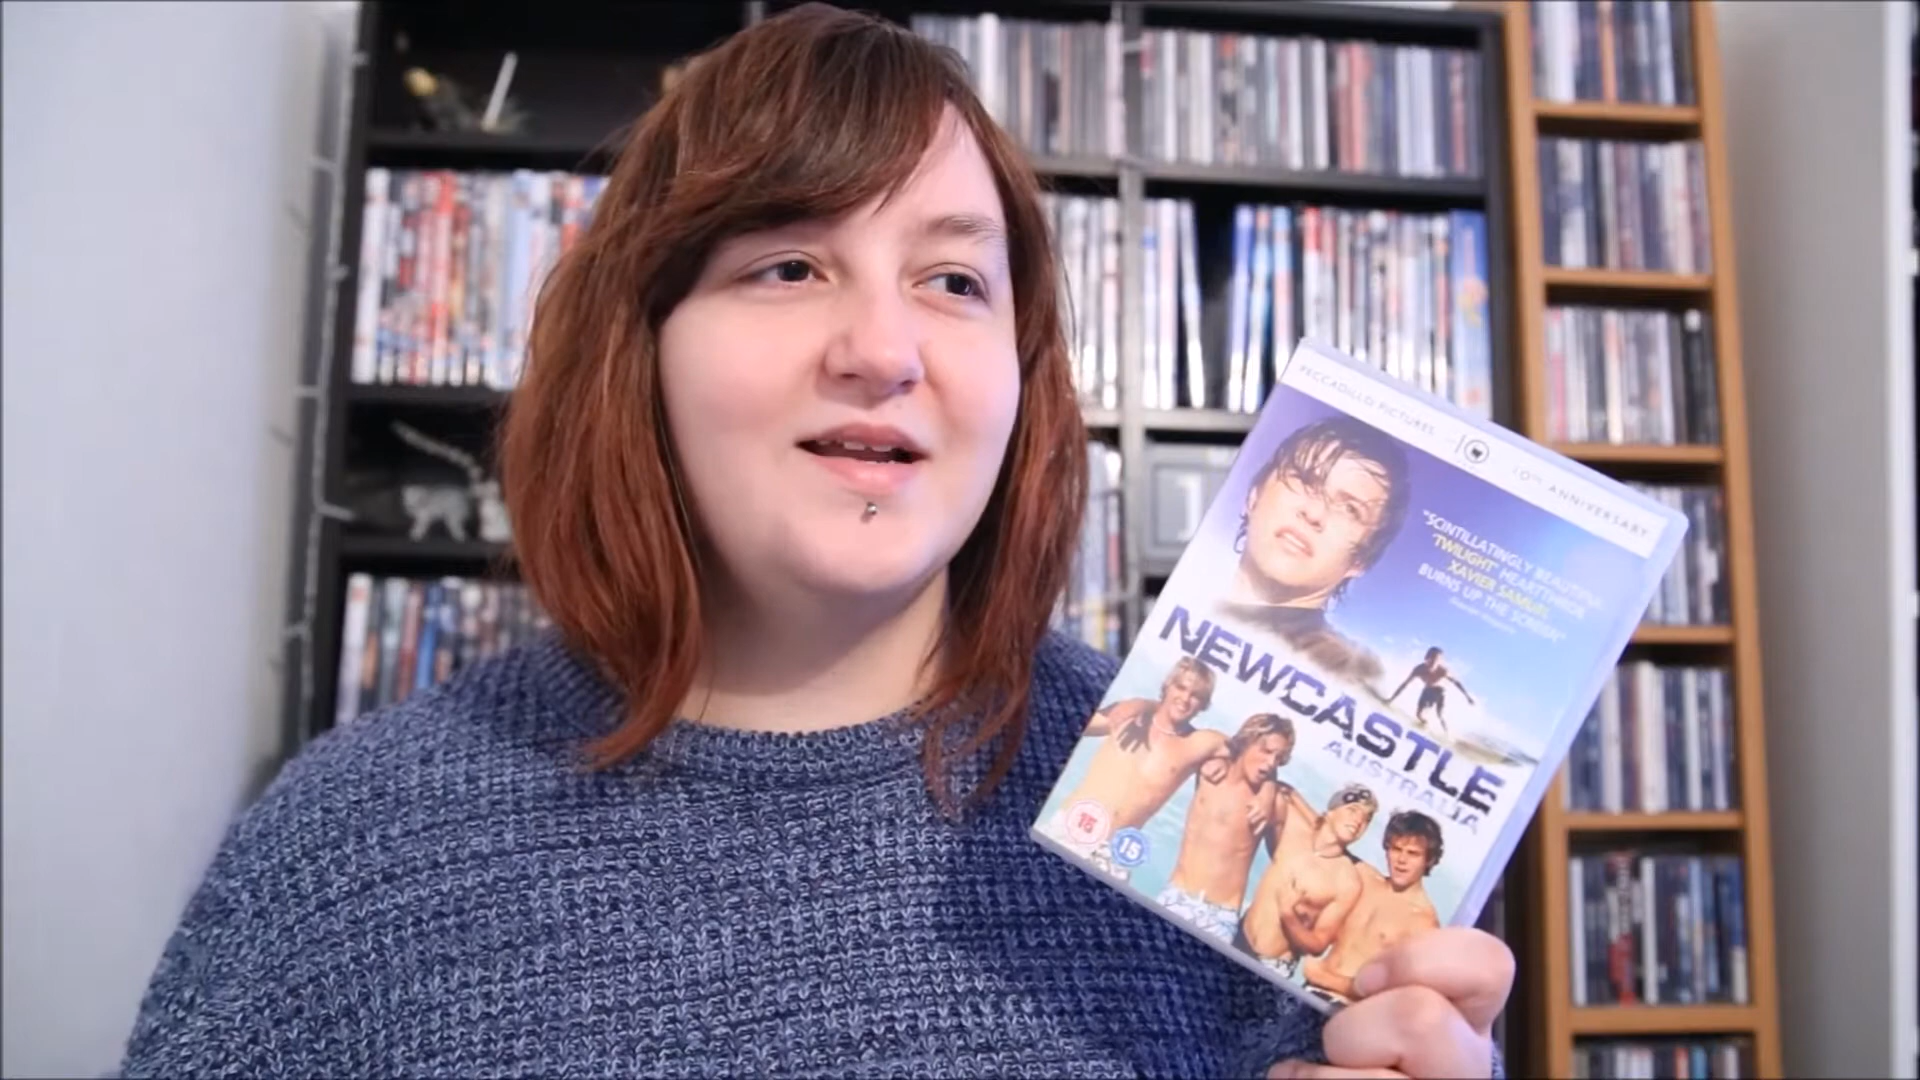 PECCADILLO PICTURES 10 10TH ANNIVERSARY
"SCINTILLATINGLY BEAUTIFUL.
'TWILIGHT' HEARTTHROB
XAVIER SAMUEL
BURNS UP THE SCREEN"
NEWCASTLE
AUSTRALIA
15
15